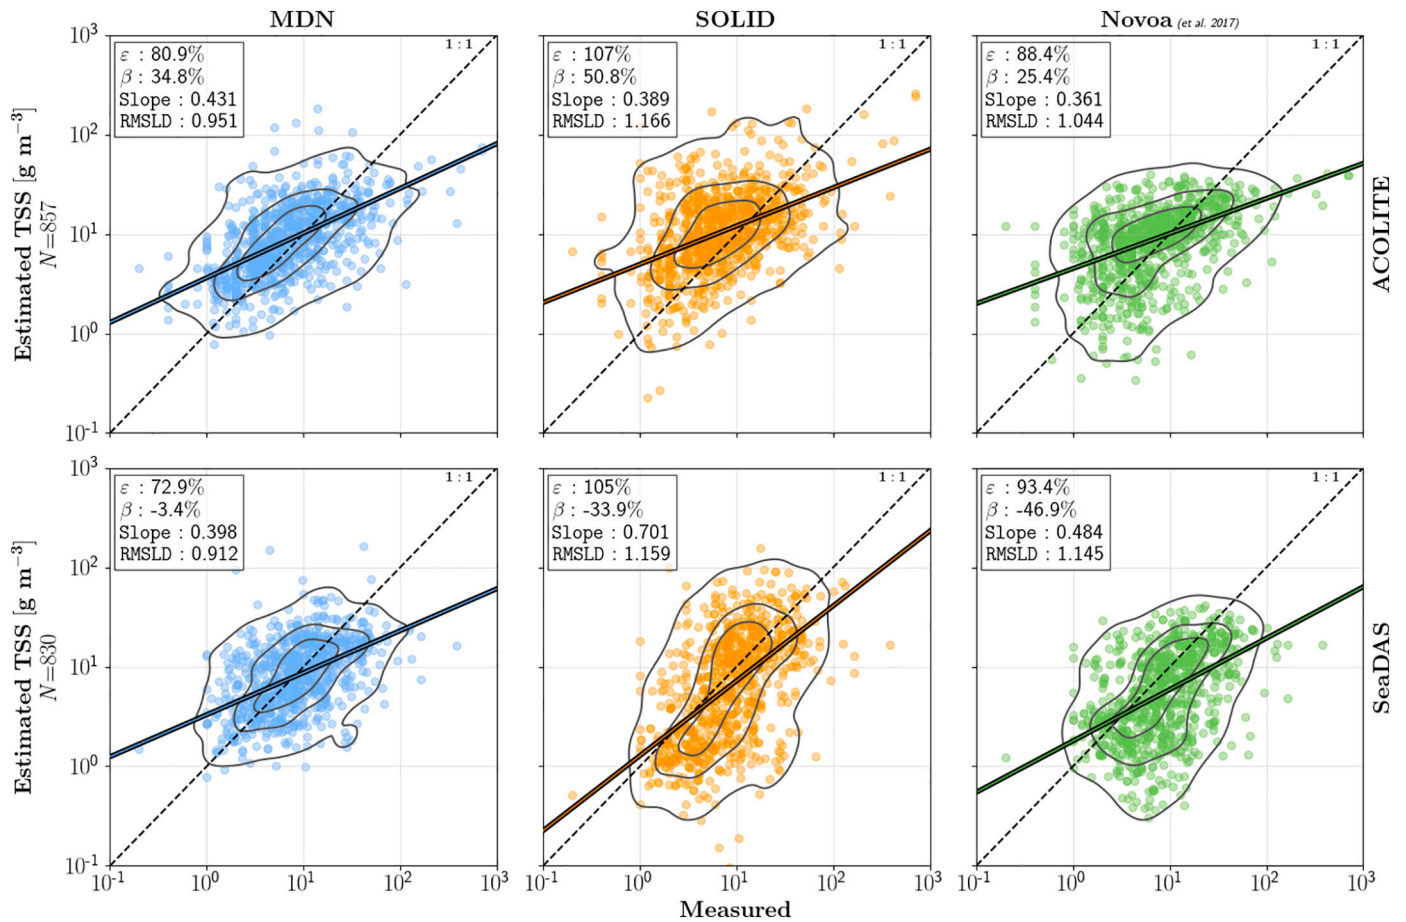 MDN
SOLID
Novoa (et al. 2017)
10³
10²
10¹
10⁰
10⁻¹
Estimated TSS [g m⁻³]
N=857
ε : 80.9%
β : 34.8%
Slope : 0.431
RMSLD : 0.951
1 : 1
ε : 107%
β : 50.8%
Slope : 0.389
RMSLD : 1.166
1 : 1
ε : 88.4%
β : 25.4%
Slope : 0.361
RMSLD : 1.044
1 : 1
ACOLITE
10³
10²
10¹
10⁰
10⁻¹
Estimated TSS [g m⁻³]
N=830
ε : 72.9%
β : -3.4%
Slope : 0.398
RMSLD : 0.912
1 : 1
ε : 105%
β : -33.9%
Slope : 0.701
RMSLD : 1.159
1 : 1
ε : 93.4%
β : -46.9%
Slope : 0.484
RMSLD : 1.145
1 : 1
SeaDAS
10⁻¹ 10⁰ 10¹ 10² 10³
10⁻¹ 10⁰ 10¹ 10² 10³
10⁻¹ 10⁰ 10¹ 10² 10³
Measured